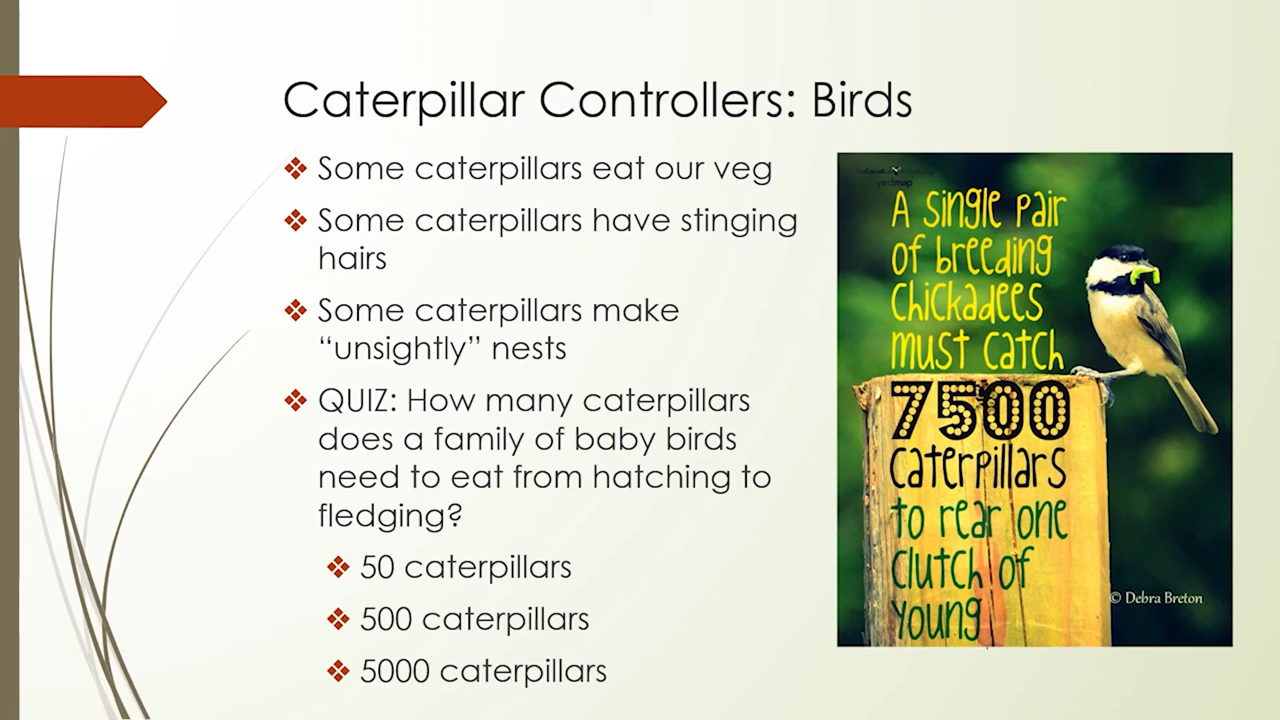 Caterpillar Controllers: Birds
❖ Some caterpillars eat our veg
❖ Some caterpillars have stinging
hairs
❖ Some caterpillars make
“unsightly” nests
❖ QUIZ: How many caterpillars
does a family of baby birds
need to eat from hatching to
fledging?
❖ 50 caterpillars
❖ 500 caterpillars
❖ 5000 caterpillars
yardmap
A single pair
of breeding
chickadees
must catch
7500
caterpillars
to rear one
clutch of
young
© Debra Breton